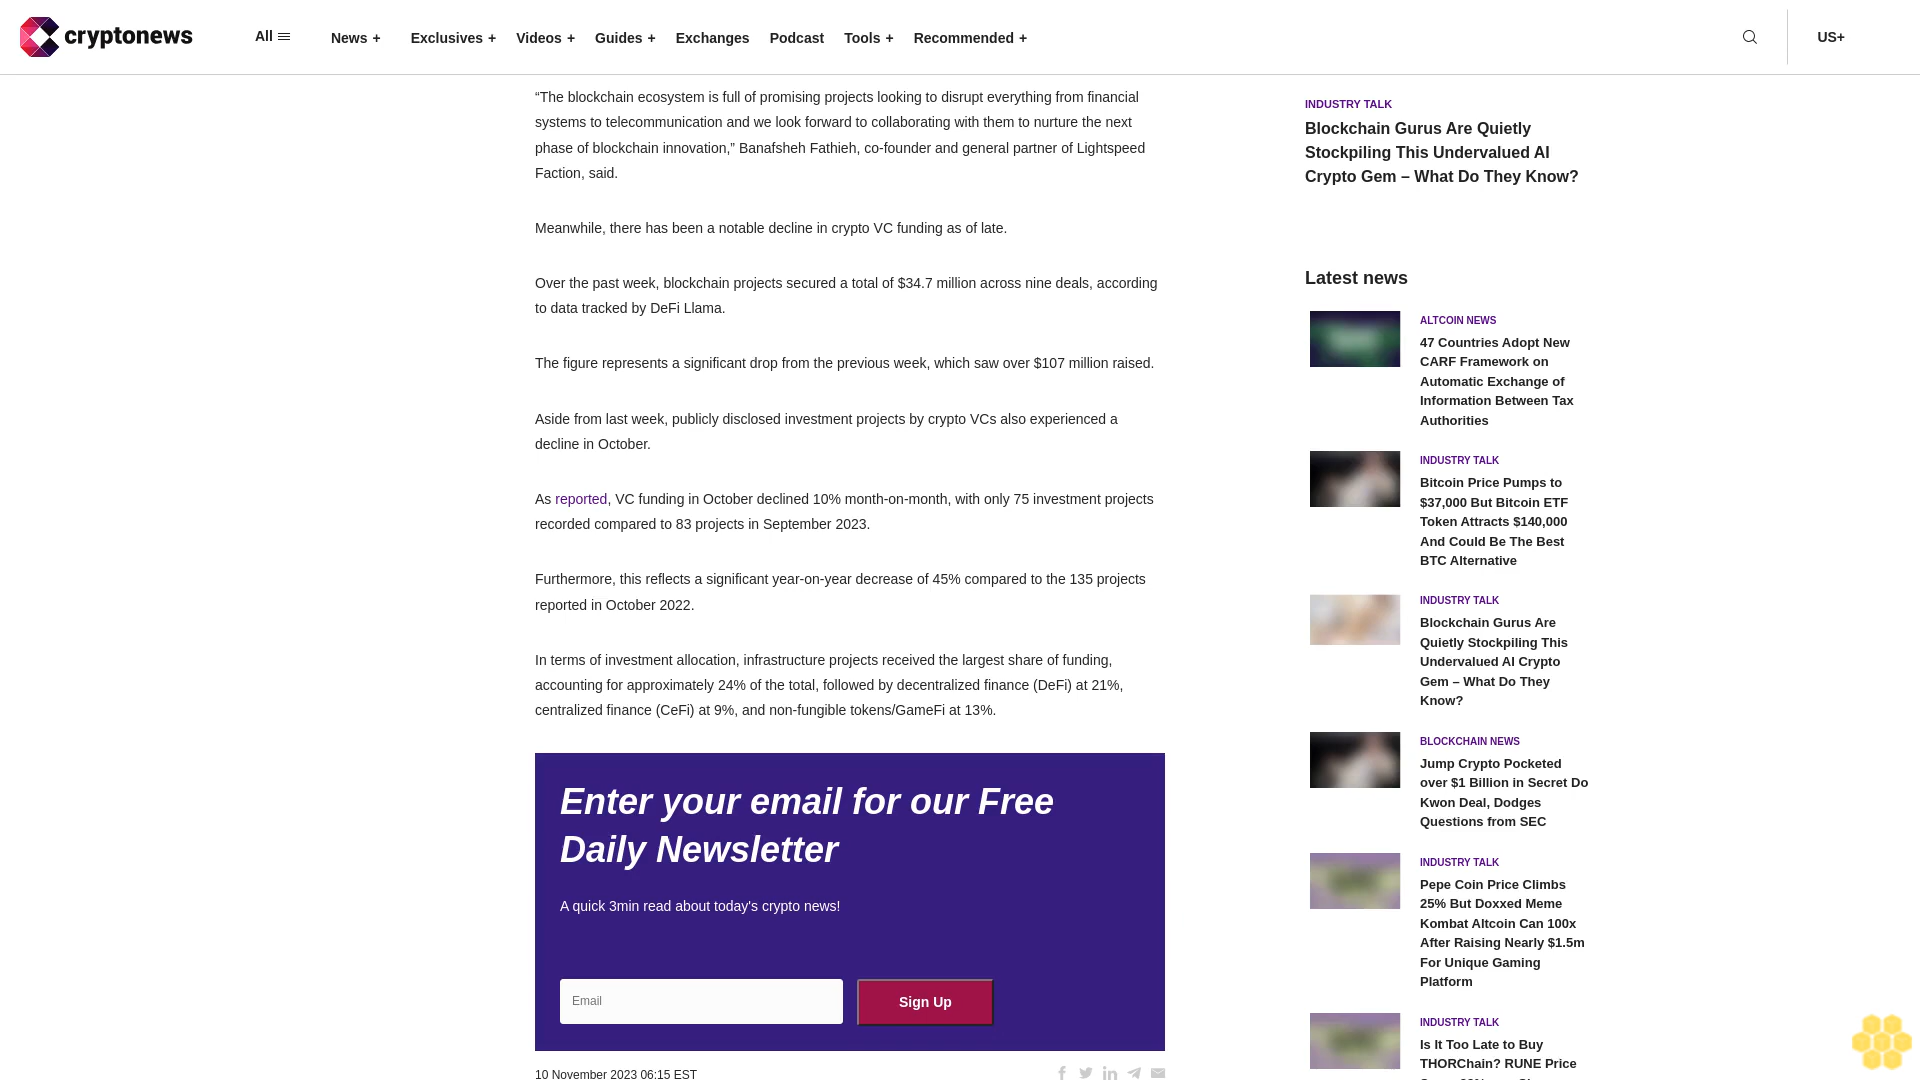 cryptonews
All
News +
Exclusives +
Videos +
Guides +
Exchanges
Podcast
Tools +
Recommended +
US+
“The blockchain ecosystem is full of promising projects looking to disrupt everything from financial
systems to telecommunication and we look forward to collaborating with them to nurture the next
phase of blockchain innovation,” Banafsheh Fathieh, co-founder and general partner of Lightspeed
Faction, said.
Meanwhile, there has been a notable decline in crypto VC funding as of late.
Over the past week, blockchain projects secured a total of $34.7 million across nine deals, according
to data tracked by DeFi Llama.
The figure represents a significant drop from the previous week, which saw over $107 million raised.
Aside from last week, publicly disclosed investment projects by crypto VCs also experienced a
decline in October.
As reported, VC funding in October declined 10% month-on-month, with only 75 investment projects
recorded compared to 83 projects in September 2023.
Furthermore, this reflects a significant year-on-year decrease of 45% compared to the 135 projects
reported in October 2022.
In terms of investment allocation, infrastructure projects received the largest share of funding,
accounting for approximately 24% of the total, followed by decentralized finance (DeFi) at 21%,
centralized finance (CeFi) at 9%, and non-fungible tokens/GameFi at 13%.
Enter your email for our Free
Daily Newsletter
A quick 3min read about today's crypto news!
Email
Sign Up
10 November 2023 06:15 EST
INDUSTRY TALK
Blockchain Gurus Are Quietly
Stockpiling This Undervalued AI
Crypto Gem – What Do They Know?
Latest news
ALTCOIN NEWS
47 Countries Adopt New
CARF Framework on
Automatic Exchange of
Information Between Tax
Authorities
INDUSTRY TALK
Bitcoin Price Pumps to
$37,000 But Bitcoin ETF
Token Attracts $140,000
And Could Be The Best
BTC Alternative
INDUSTRY TALK
Blockchain Gurus Are
Quietly Stockpiling This
Undervalued AI Crypto
Gem – What Do They
Know?
BLOCKCHAIN NEWS
Jump Crypto Pocketed
over $1 Billion in Secret Do
Kwon Deal, Dodges
Questions from SEC
INDUSTRY TALK
Pepe Coin Price Climbs
25% But Doxxed Meme
Kombat Altcoin Can 100x
After Raising Nearly $1.5m
For Unique Gaming
Platform
INDUSTRY TALK
Is It Too Late to Buy
THORChain? RUNE Price